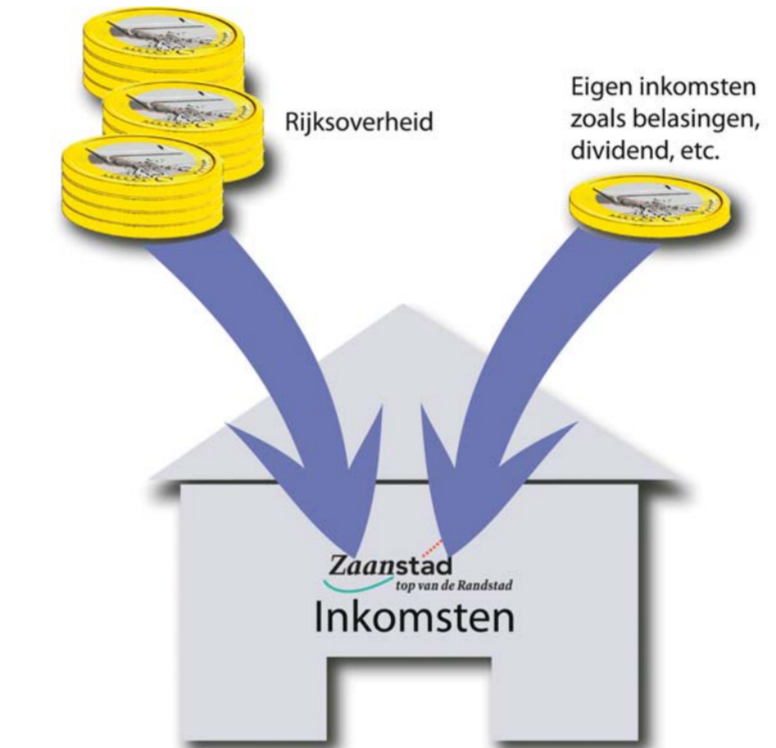 Rijksoverheid
Eigen inkomsten
zoals belasingen,
dividend, etc.
Zaanstad
top van de Randstad
Inkomsten